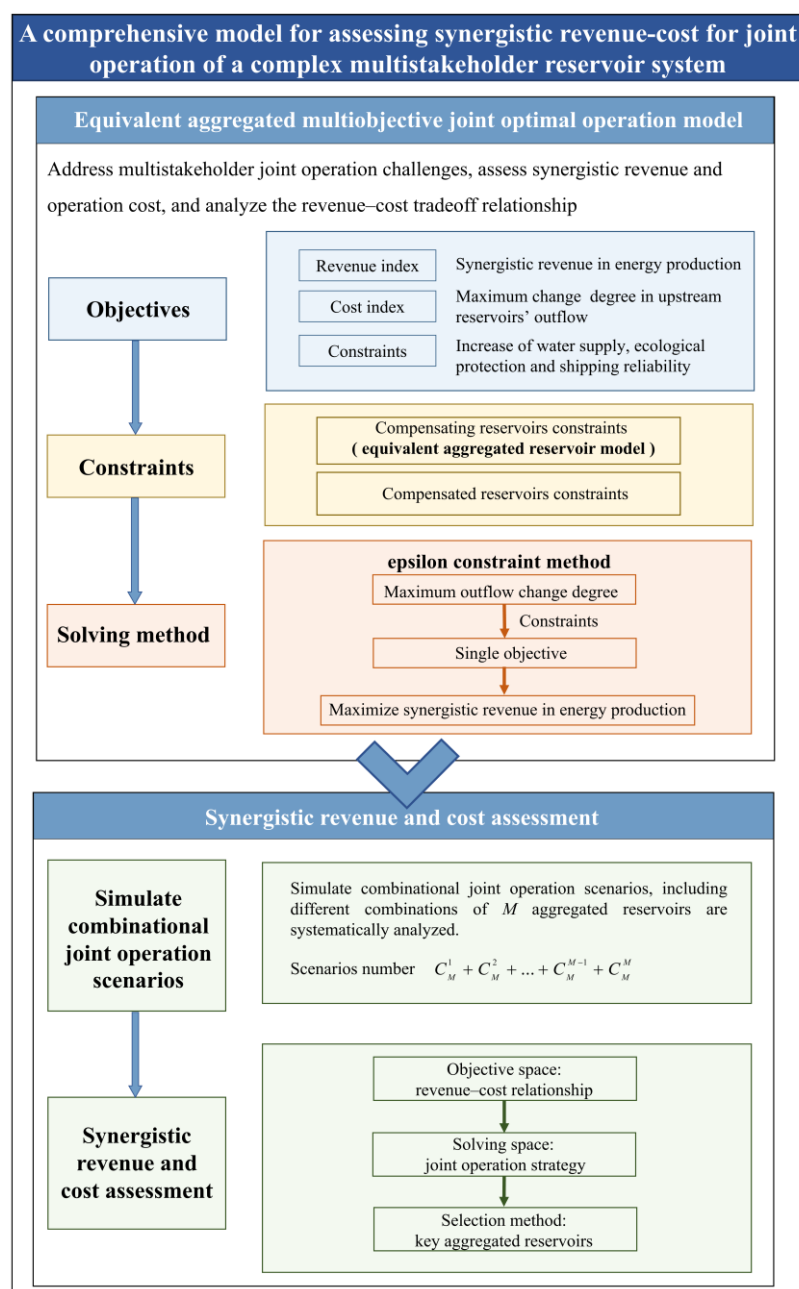 A comprehensive model for assessing synergistic revenue-cost for joint
operation of a complex multistakeholder reservoir system
Equivalent aggregated multiobjective joint optimal operation model
Address multistakeholder joint operation challenges, assess synergistic revenue and
operation cost, and analyze the revenue–cost tradeoff relationship
Objectives
Revenue index
Synergistic revenue in energy production
Cost index
Maximum change degree in upstream
reservoirs' outflow
Constraints
Increase of water supply, ecological
protection and shipping reliability
Constraints
Compensating reservoirs constraints
( equivalent aggregated reservoir model )
Compensated reservoirs constraints
Solving method
epsilon constraint method
Maximum outflow change degree
Constraints
Single objective
Maximize synergistic revenue in energy production
Synergistic revenue and cost assessment
Simulate
combinational
joint operation
scenarios
Simulate combinational joint operation scenarios, including
different combinations of M aggregated reservoirs are
systematically analyzed.
Scenarios number C_M^1 + C_M^2 + ... + C_M^{M-1} + C_M^M
Synergistic
revenue and
cost assessment
Objective space:
revenue–cost relationship
Solving space:
joint operation strategy
Selection method:
key aggregated reservoirs